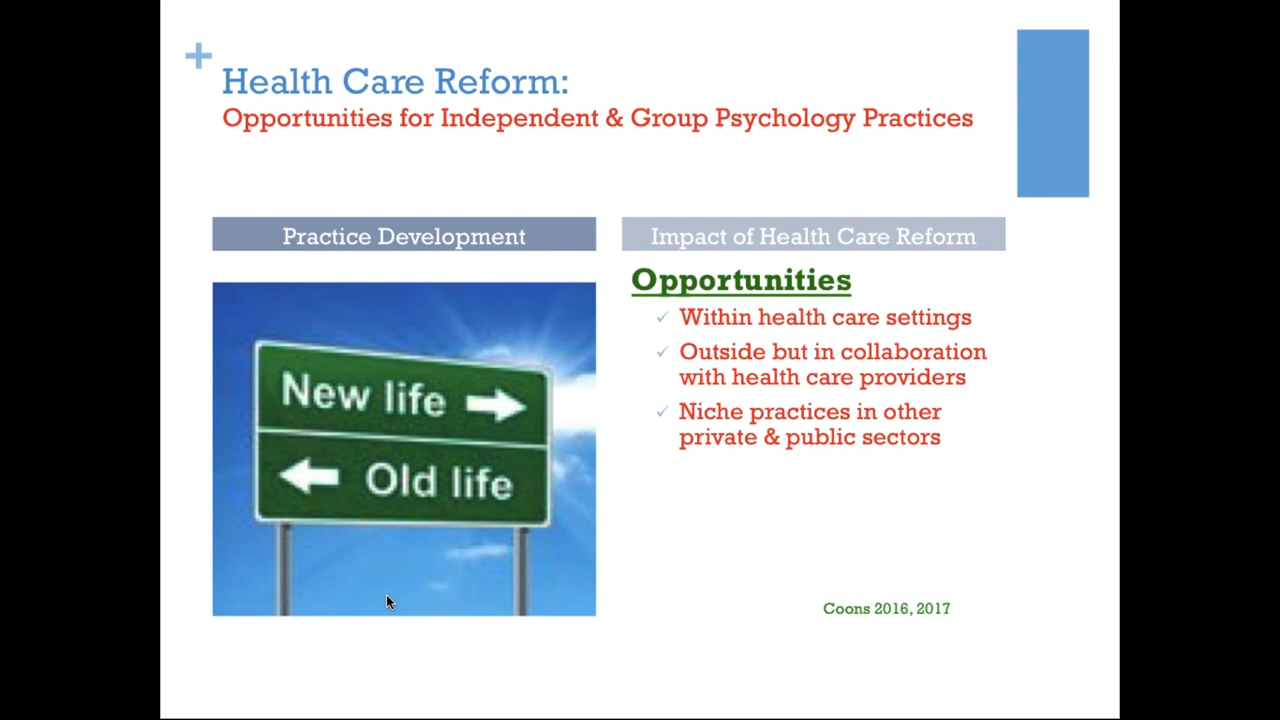 Health Care Reform:
Opportunities for Independent & Group Psychology Practices
Practice Development
New life
Old life
Impact of Health Care Reform
Opportunities
Within health care settings
Outside but in collaboration
with health care providers
Niche practices in other
private & public sectors
Coons 2016, 2017